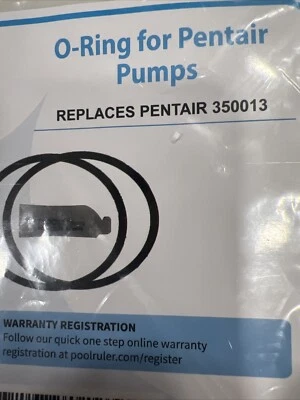 O-Ring for Pentair
Pumps
REPLACES PENTAIR 350013
WARRANTY REGISTRATION
Follow our quick one step online warranty
registration at poolruler.com/register